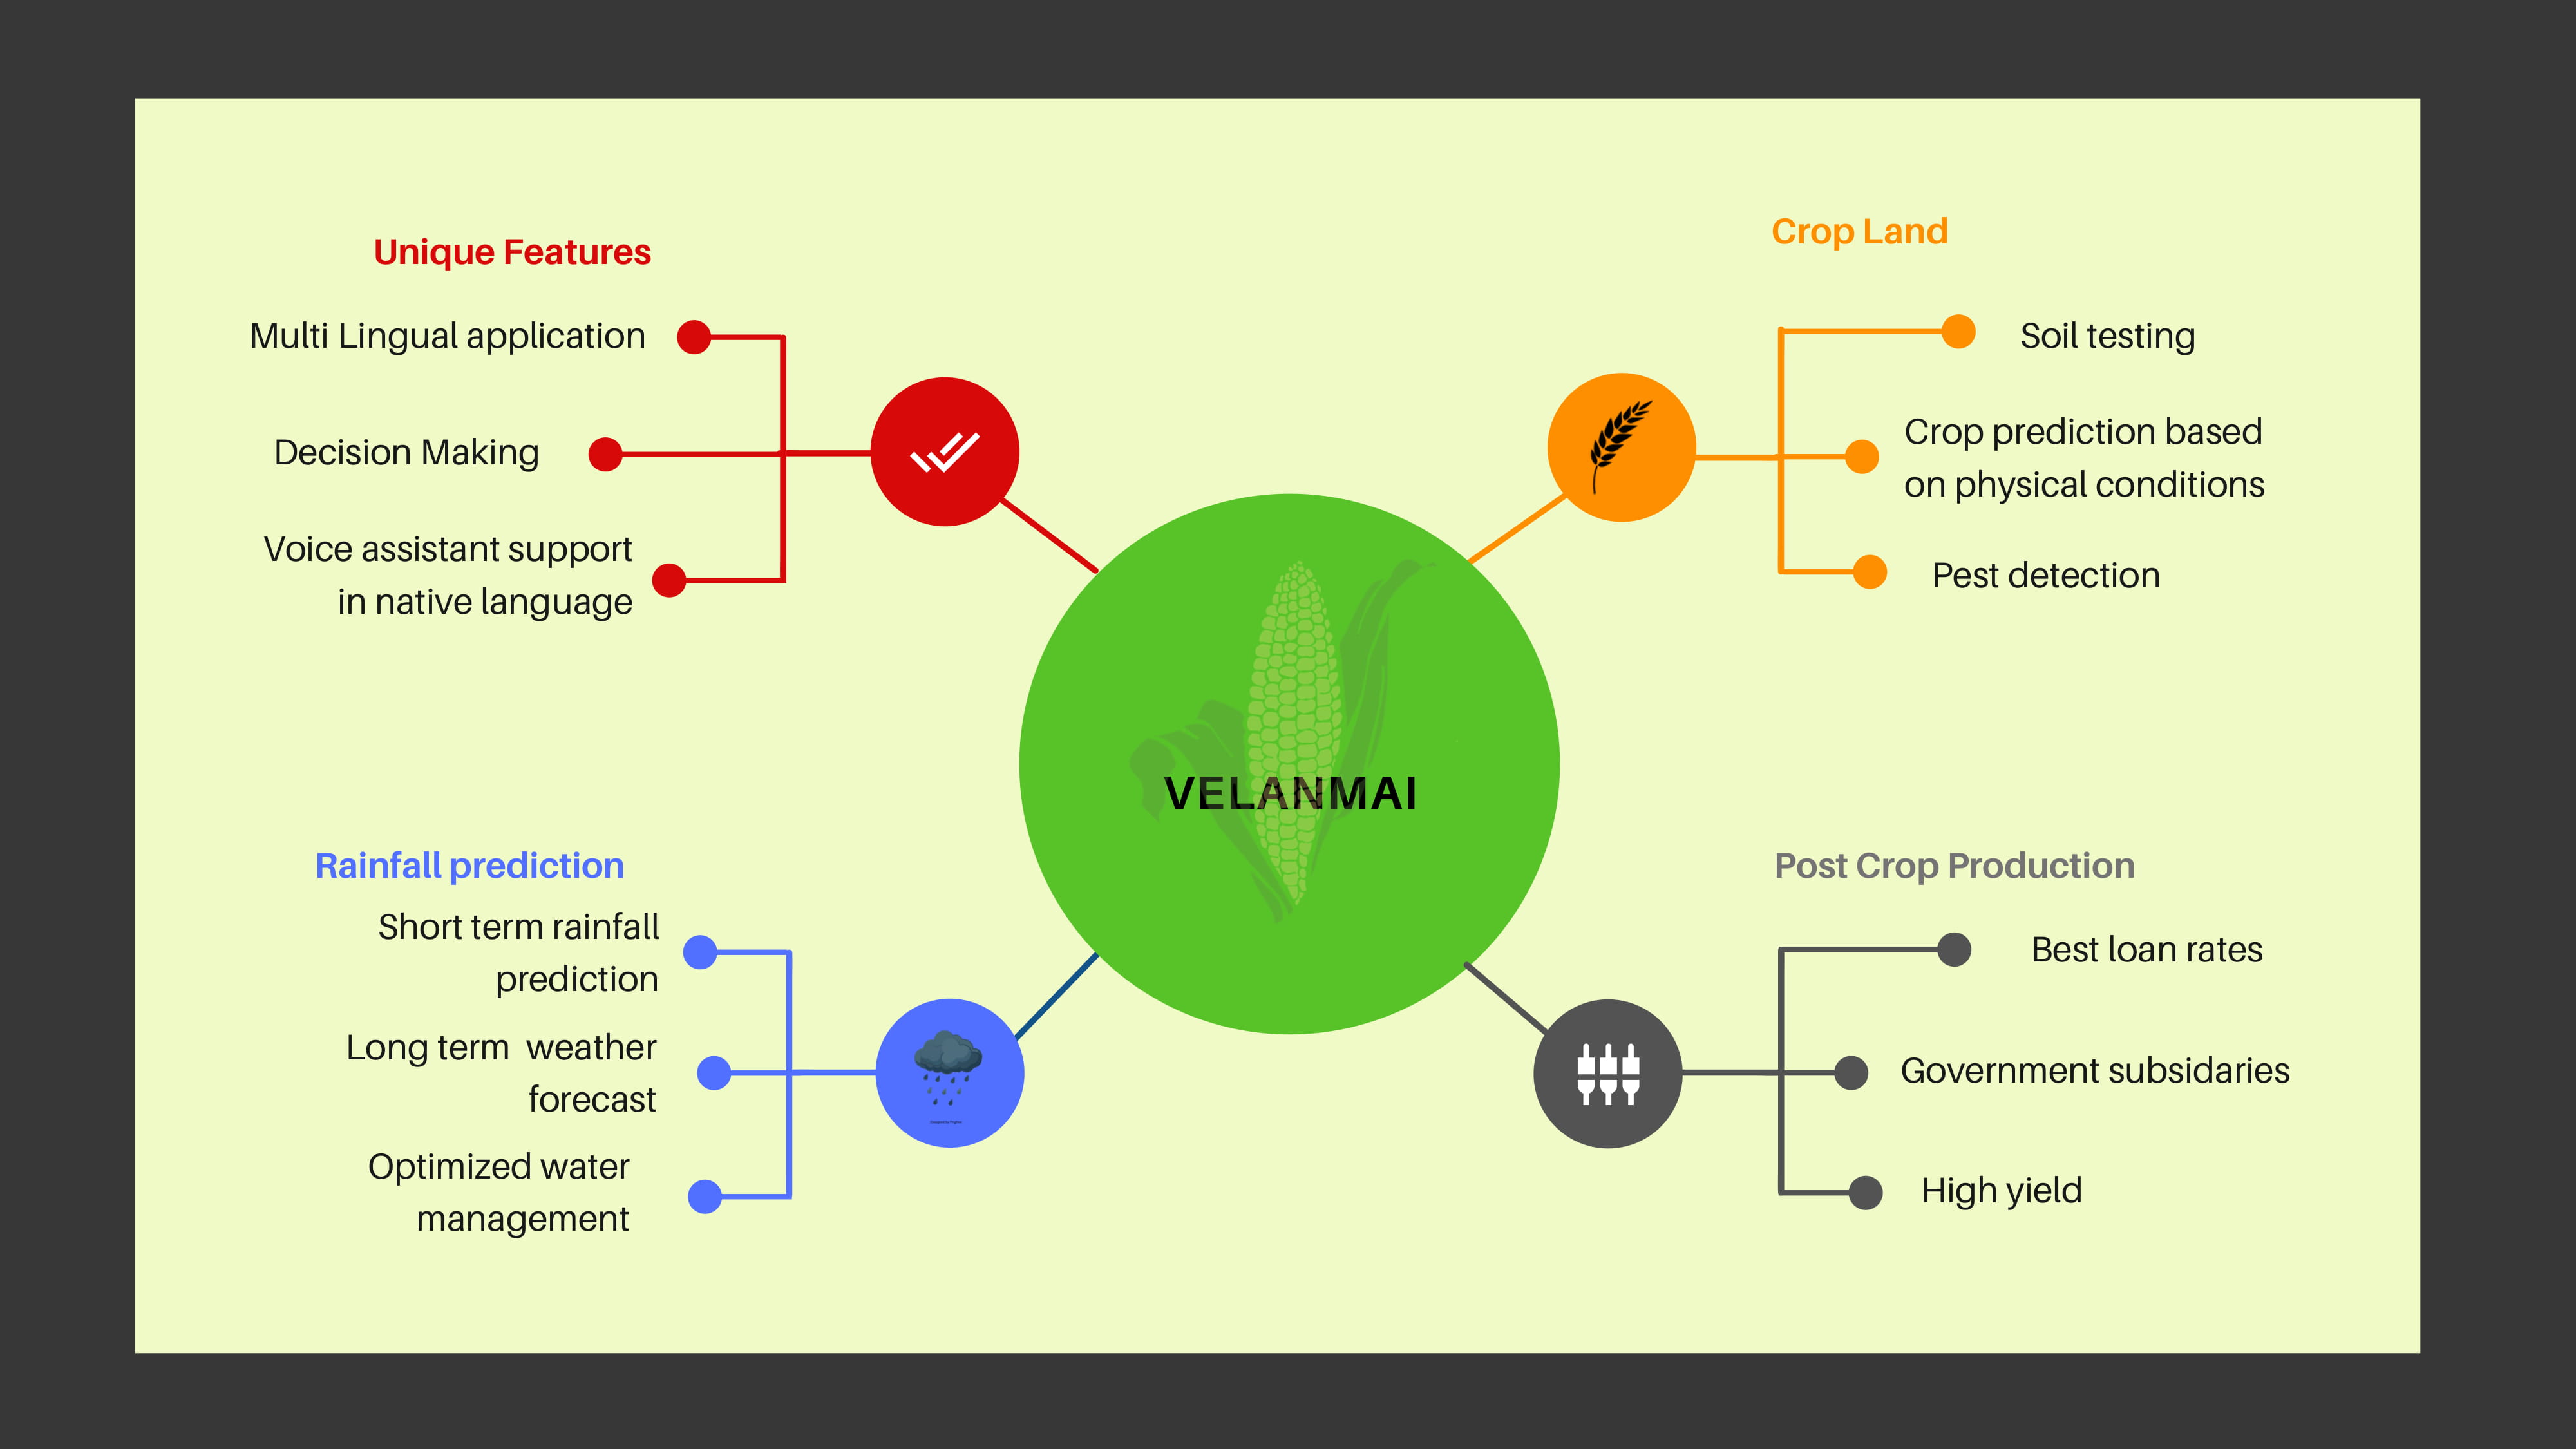 Unique Features
Multi Lingual application
Decision Making
Voice assistant support
in native language
Crop Land
Soil testing
Crop prediction based
on physical conditions
Pest detection
VELANMAI
Rainfall prediction
Short term rainfall
prediction
Long term  weather
forecast
Optimized water
management
Post Crop Production
Best loan rates
Government subsidaries
High yield